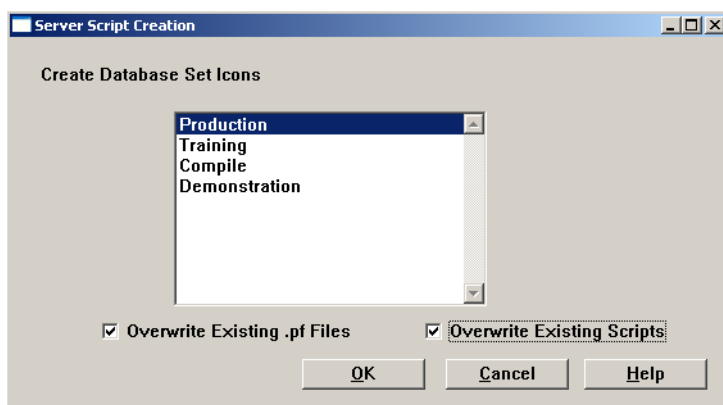 Server Script Creation
Create Database Set Icons
Production
Training
Compile
Demonstration
Overwrite Existing .pf Files Overwrite Existing Scripts
OK Cancel Help